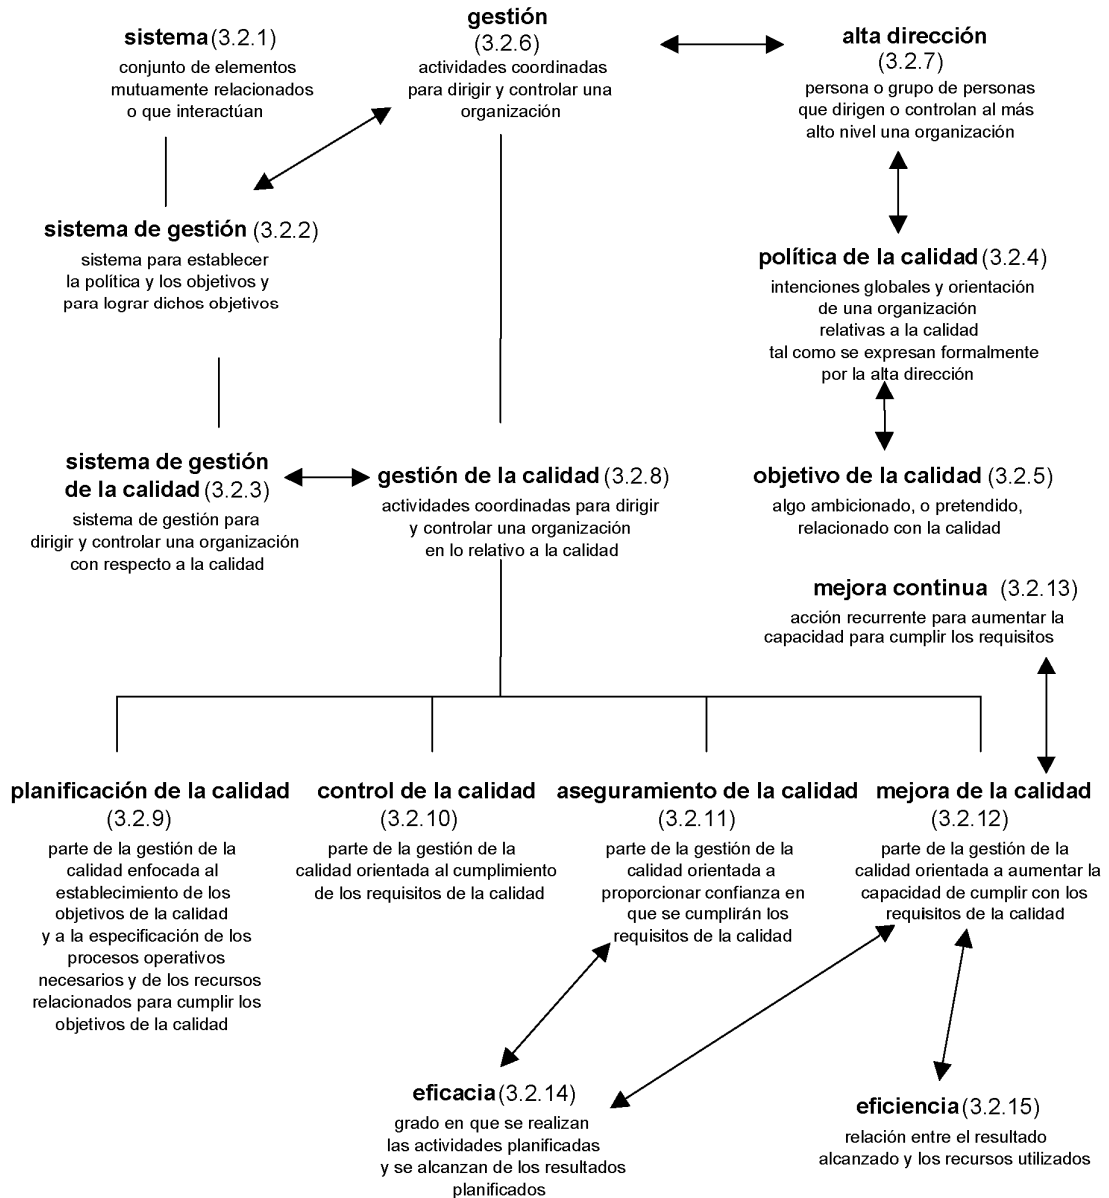 sistema (3.2.1)
conjunto de elementos
mutuamente relacionados
o que interactúan
gestión
(3.2.6)
actividades coordinadas
para dirigir y controlar una
organización
alta dirección
(3.2.7)
persona o grupo de personas
que dirigen o controlan al más
alto nivel una organización
sistema de gestión (3.2.2)
sistema para establecer
la política y los objetivos y
para lograr dichos objetivos
política de la calidad (3.2.4)
intenciones globales y orientación
de una organización
relativas a la calidad
tal como se expresan formalmente
por la alta dirección
sistema de gestión
de la calidad (3.2.3)
sistema de gestión para
dirigir y controlar una organización
con respecto a la calidad
gestión de la calidad (3.2.8)
actividades coordinadas para dirigir
y controlar una organización
en lo relativo a la calidad
objetivo de la calidad (3.2.5)
algo ambicionado, o pretendido,
relacionado con la calidad
mejora continua (3.2.13)
acción recurrente para aumentar la
capacidad para cumplir los requisitos
planificación de la calidad
(3.2.9)
parte de la gestión de la
calidad enfocada al
establecimiento de los
objetivos de la calidad
y a la especificación de los
procesos operativos
necesarios y de los recursos
relacionados para cumplir los
objetivos de la calidad
control de la calidad
(3.2.10)
parte de la gestión de la
calidad orientada al cumplimiento
de los requisitos de la calidad
aseguramiento de la calidad
(3.2.11)
parte de la gestión de la
calidad orientada a
proporcionar confianza en
que se cumplirán los
requisitos de la calidad
mejora de la calidad
(3.2.12)
parte de la gestión de la
calidad orientada a aumentar la
capacidad de cumplir con los
requisitos de la calidad
eficacia (3.2.14)
grado en que se realizan
las actividades planificadas
y se alcanzan de los resultados
planificados
eficiencia (3.2.15)
relación entre el resultado
alcanzado y los recursos utilizados